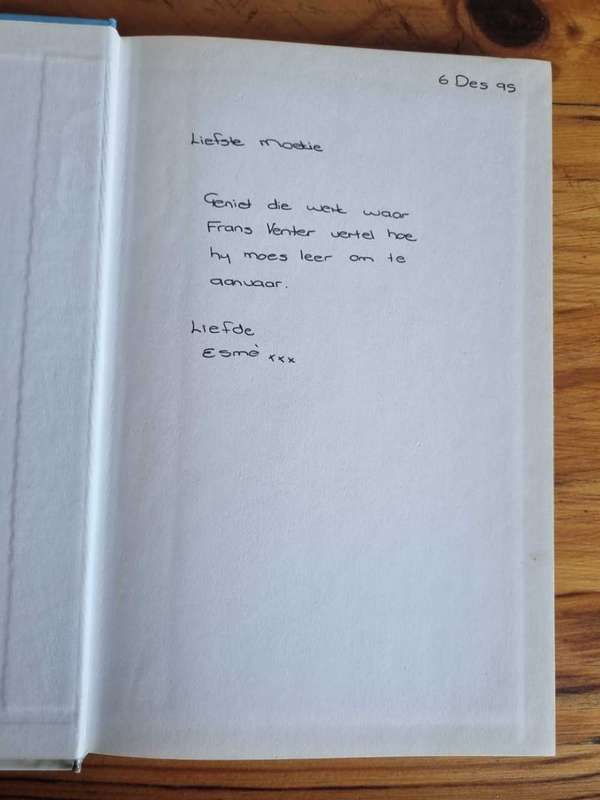 6 Des 95
Liefste Moekie
Geniet die werk waar
Frans Venter vertel hoe
hy moes leer om te
aanvaar.
Liefde
Esmè xxx